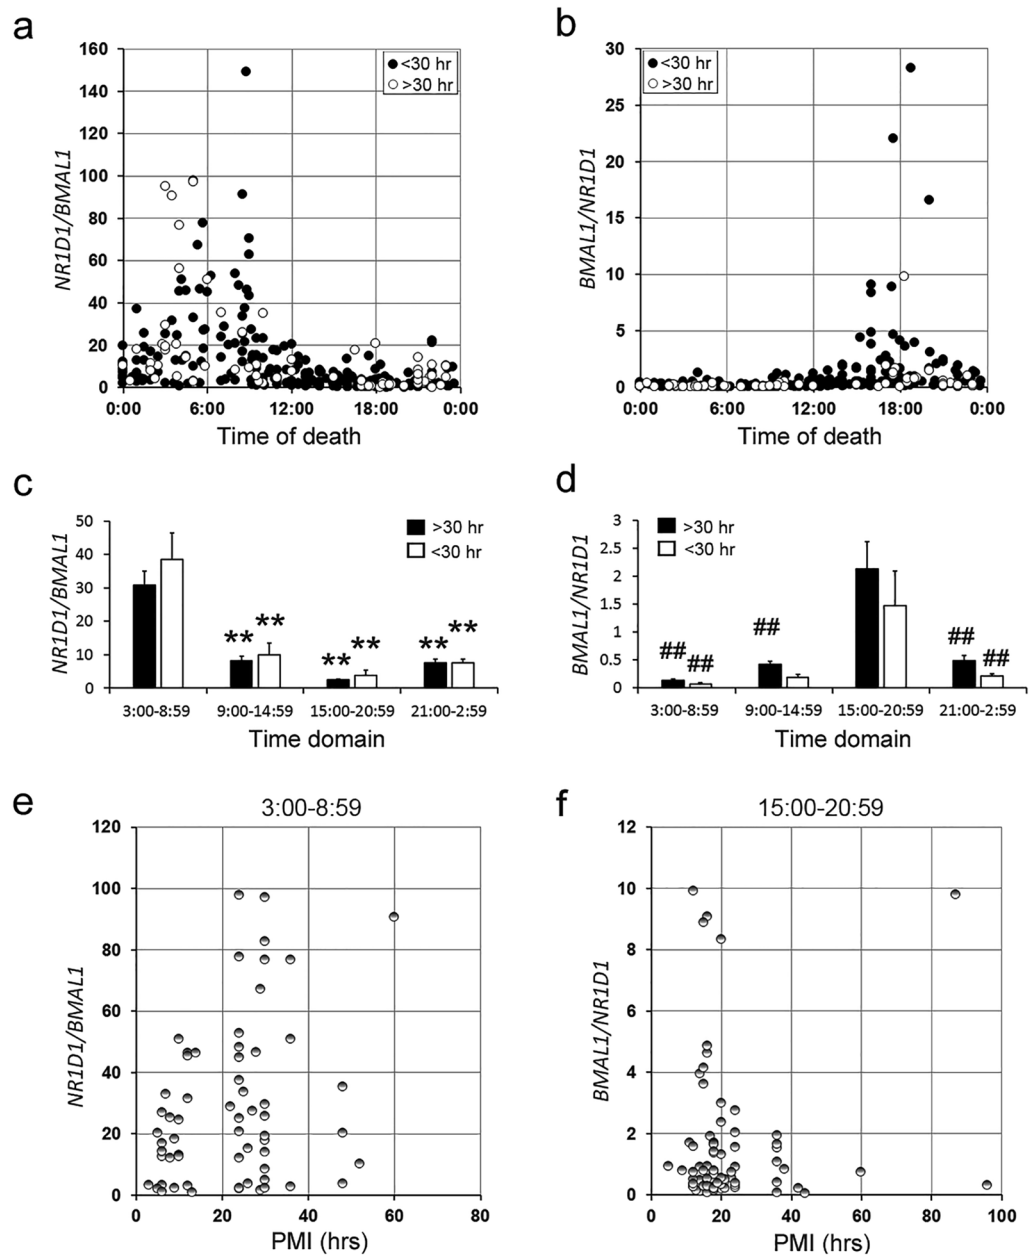 a
160
140
120
100
80
60
40
20
0
NR1D1/BMAL1
<30 hr
>30 hr
0:00 6:00 12:00 18:00 0:00
Time of death
b
30
25
20
15
10
5
0
BMAL1/NR1D1
<30 hr
>30 hr
0:00 6:00 12:00 18:00 0:00
Time of death
c
50
40
30
20
10
0
NR1D1/BMAL1
>30 hr
<30 hr
** ** ** ** ** **
3:00-8:59 9:00-14:59 15:00-20:59 21:00-2:59
Time domain
d
3
2.5
2
1.5
1
0.5
0
BMAL1/NR1D1
>30 hr
<30 hr
## ## ## ## ##
3:00-8:59 9:00-14:59 15:00-20:59 21:00-2:59
Time domain
e
3:00-8:59
120
100
80
60
40
20
0
NR1D1/BMAL1
0 20 40 60 80
PMI (hrs)
f
15:00-20:59
12
10
8
6
4
2
0
BMAL1/NR1D1
0 20 40 60 80 100
PMI (hrs)